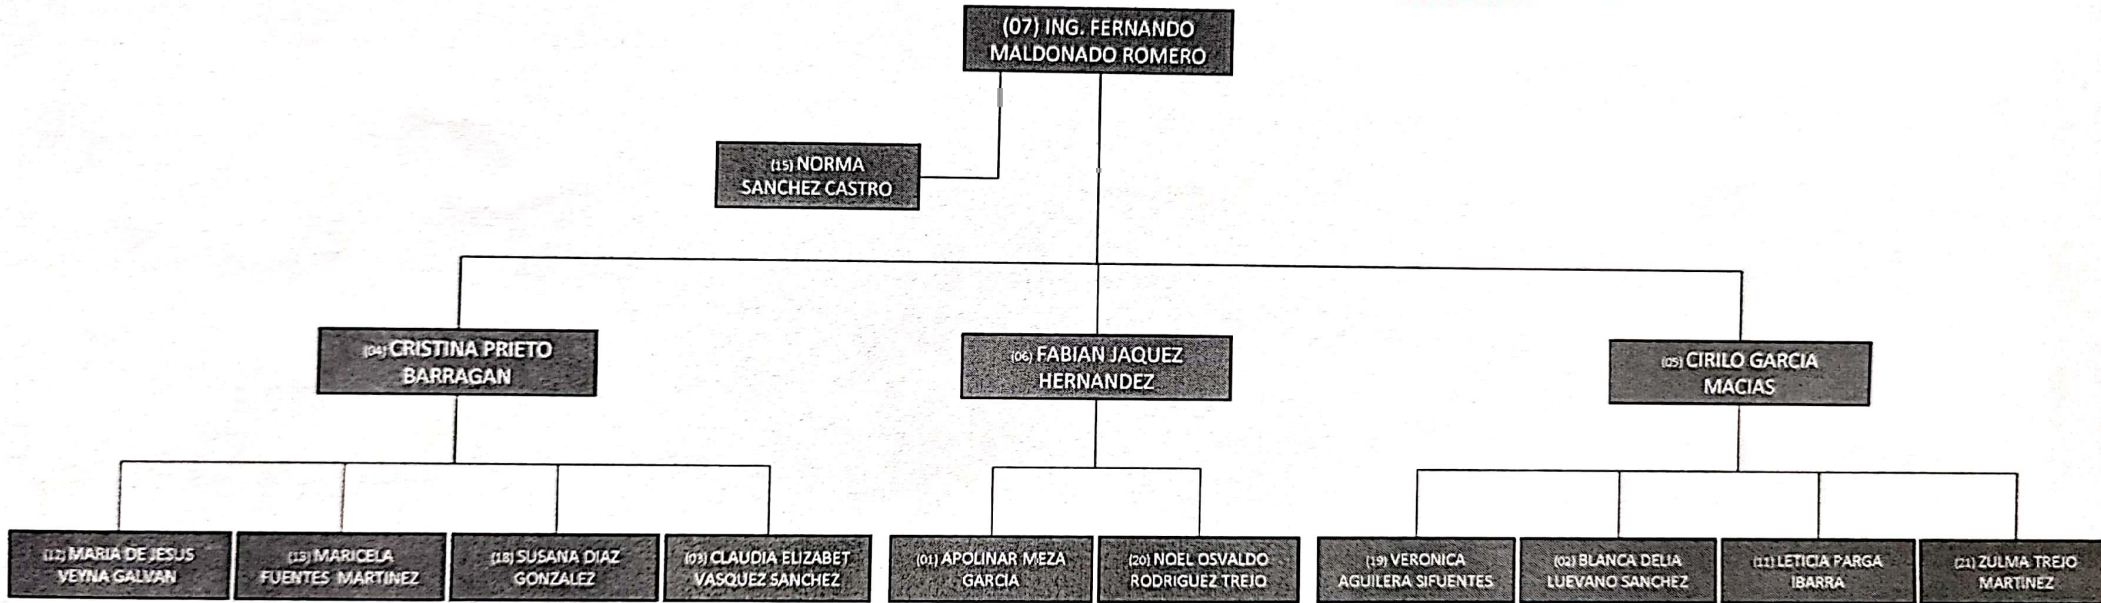 (07) ING. FERNANDO
MALDONADO ROMERO
(15) NORMA
SANCHEZ CASTRO
(04) CRISTINA PRIETO
BARRAGAN
(06) FABIAN JAQUEZ
HERNANDEZ
(05) CIRILO GARCIA
MACIAS
(12) MARIA DE JESUS
VEYNA GALVAN
(13) MARICELA
FUENTES MARTINEZ
(18) SUSANA DIAZ
GONZALEZ
(03) CLAUDIA ELIZABET
VASQUEZ SANCHEZ
(01) APOLINAR MEZA
GARCIA
(20) NOEL OSVALDO
RODRIGUEZ TREJO
(19) VERONICA
AGUILERA SIFUENTES
(02) BLANCA DELIA
LUEVANO SANCHEZ
(11) LETICIA PARGA
IBARRA
(21) ZULMA TREJO
MARTINEZ